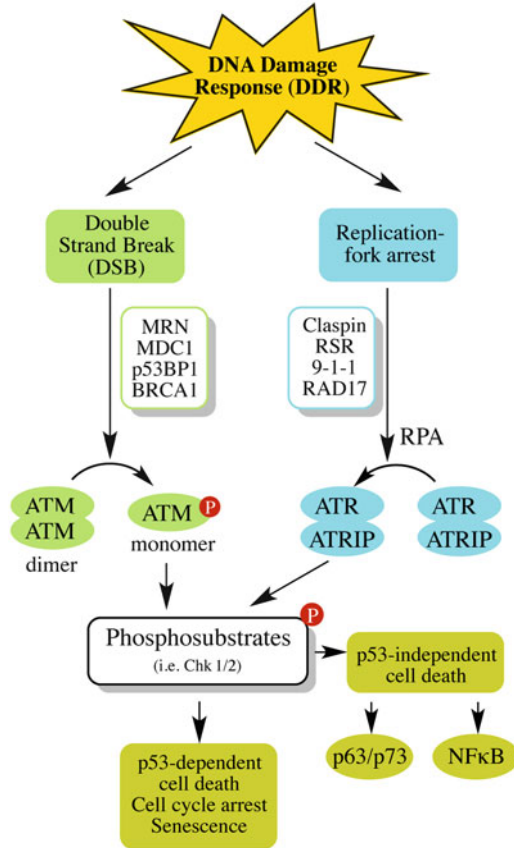 DNA Damage
Response (DDR)
Double
Strand Break
(DSB)
Replication-
fork arrest
MRN
MDC1
p53BP1
BRCA1
Claspin
RSR
9-1-1
RAD17
RPA
ATM
ATM
dimer
ATM
P
monomer
ATR
ATRIP
ATR
ATRIP
P
Phosphosubstrates
(i.e. Chk 1/2)
p53-independent
cell death
p63/p73
NFκB
p53-dependent
cell death
Cell cycle arrest
Senescence